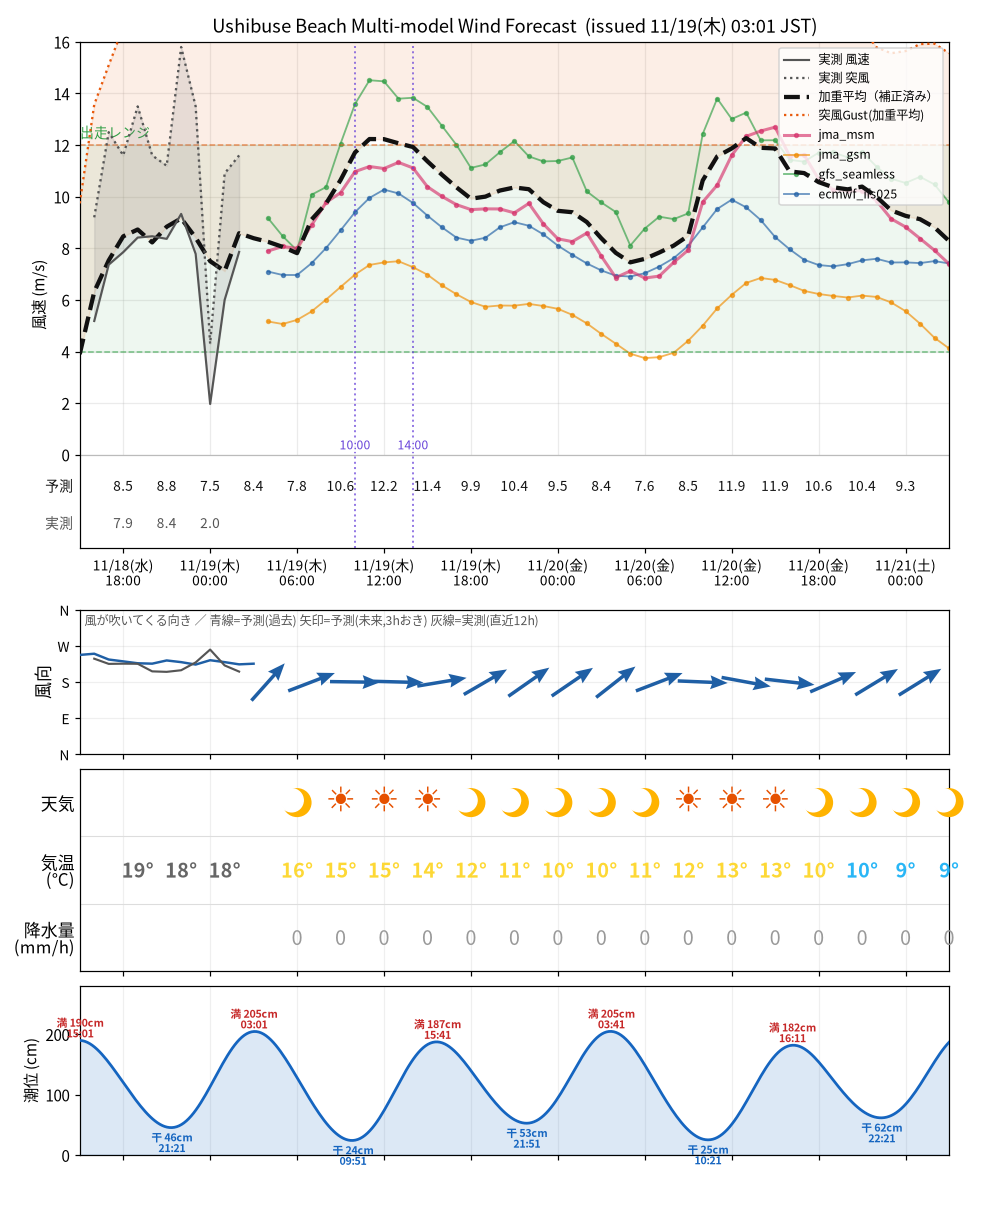 Ushibuse Beach Multi-model Wind Forecast (issued 11/19(木) 03:01 JST)
16
14
12
10
8
6
4
2
0
風速 (m/s)
出走レンジ
実測 風速
実測 突風
加重平均（補正済み）
突風Gust(加重平均)
jma_msm
jma_gsm
gfs_seamless
ecmwf_ifs025
10:00 14:00
予測 8.5 8.8 7.5 8.4 7.8 10.6 12.2 11.4 9.9 10.4 9.5 8.4 7.6 8.5 11.9 11.9 10.6 10.4 9.3
実測 7.9 8.4 2.0
11/18(水) 11/19(木) 11/19(木) 11/19(木) 11/19(木) 11/20(金) 11/20(金) 11/20(金) 11/20(金) 11/21(土)
18:00 00:00 06:00 12:00 18:00 00:00 06:00 12:00 18:00 00:00
風向
N
W
S
E
N
風が吹いてくる向き ／ 青線=予測(過去) 矢印=予測(未来,3hおき) 灰線=実測(直近12h)
天気
気温
(°C)
19° 18° 18° 16° 15° 15° 14° 12° 11° 10° 10° 11° 12° 13° 13° 10° 10° 9° 9°
降水量
(mm/h)
0 0 0 0 0 0 0 0 0 0 0 0 0 0 0 0
潮位 (cm)
200
100
0
満 190cm
15:01
満 205cm
03:01
満 187cm
15:41
満 205cm
03:41
満 182cm
16:11
干 46cm
21:21
干 24cm
09:51
干 53cm
21:51
干 25cm
10:21
干 62cm
22:21